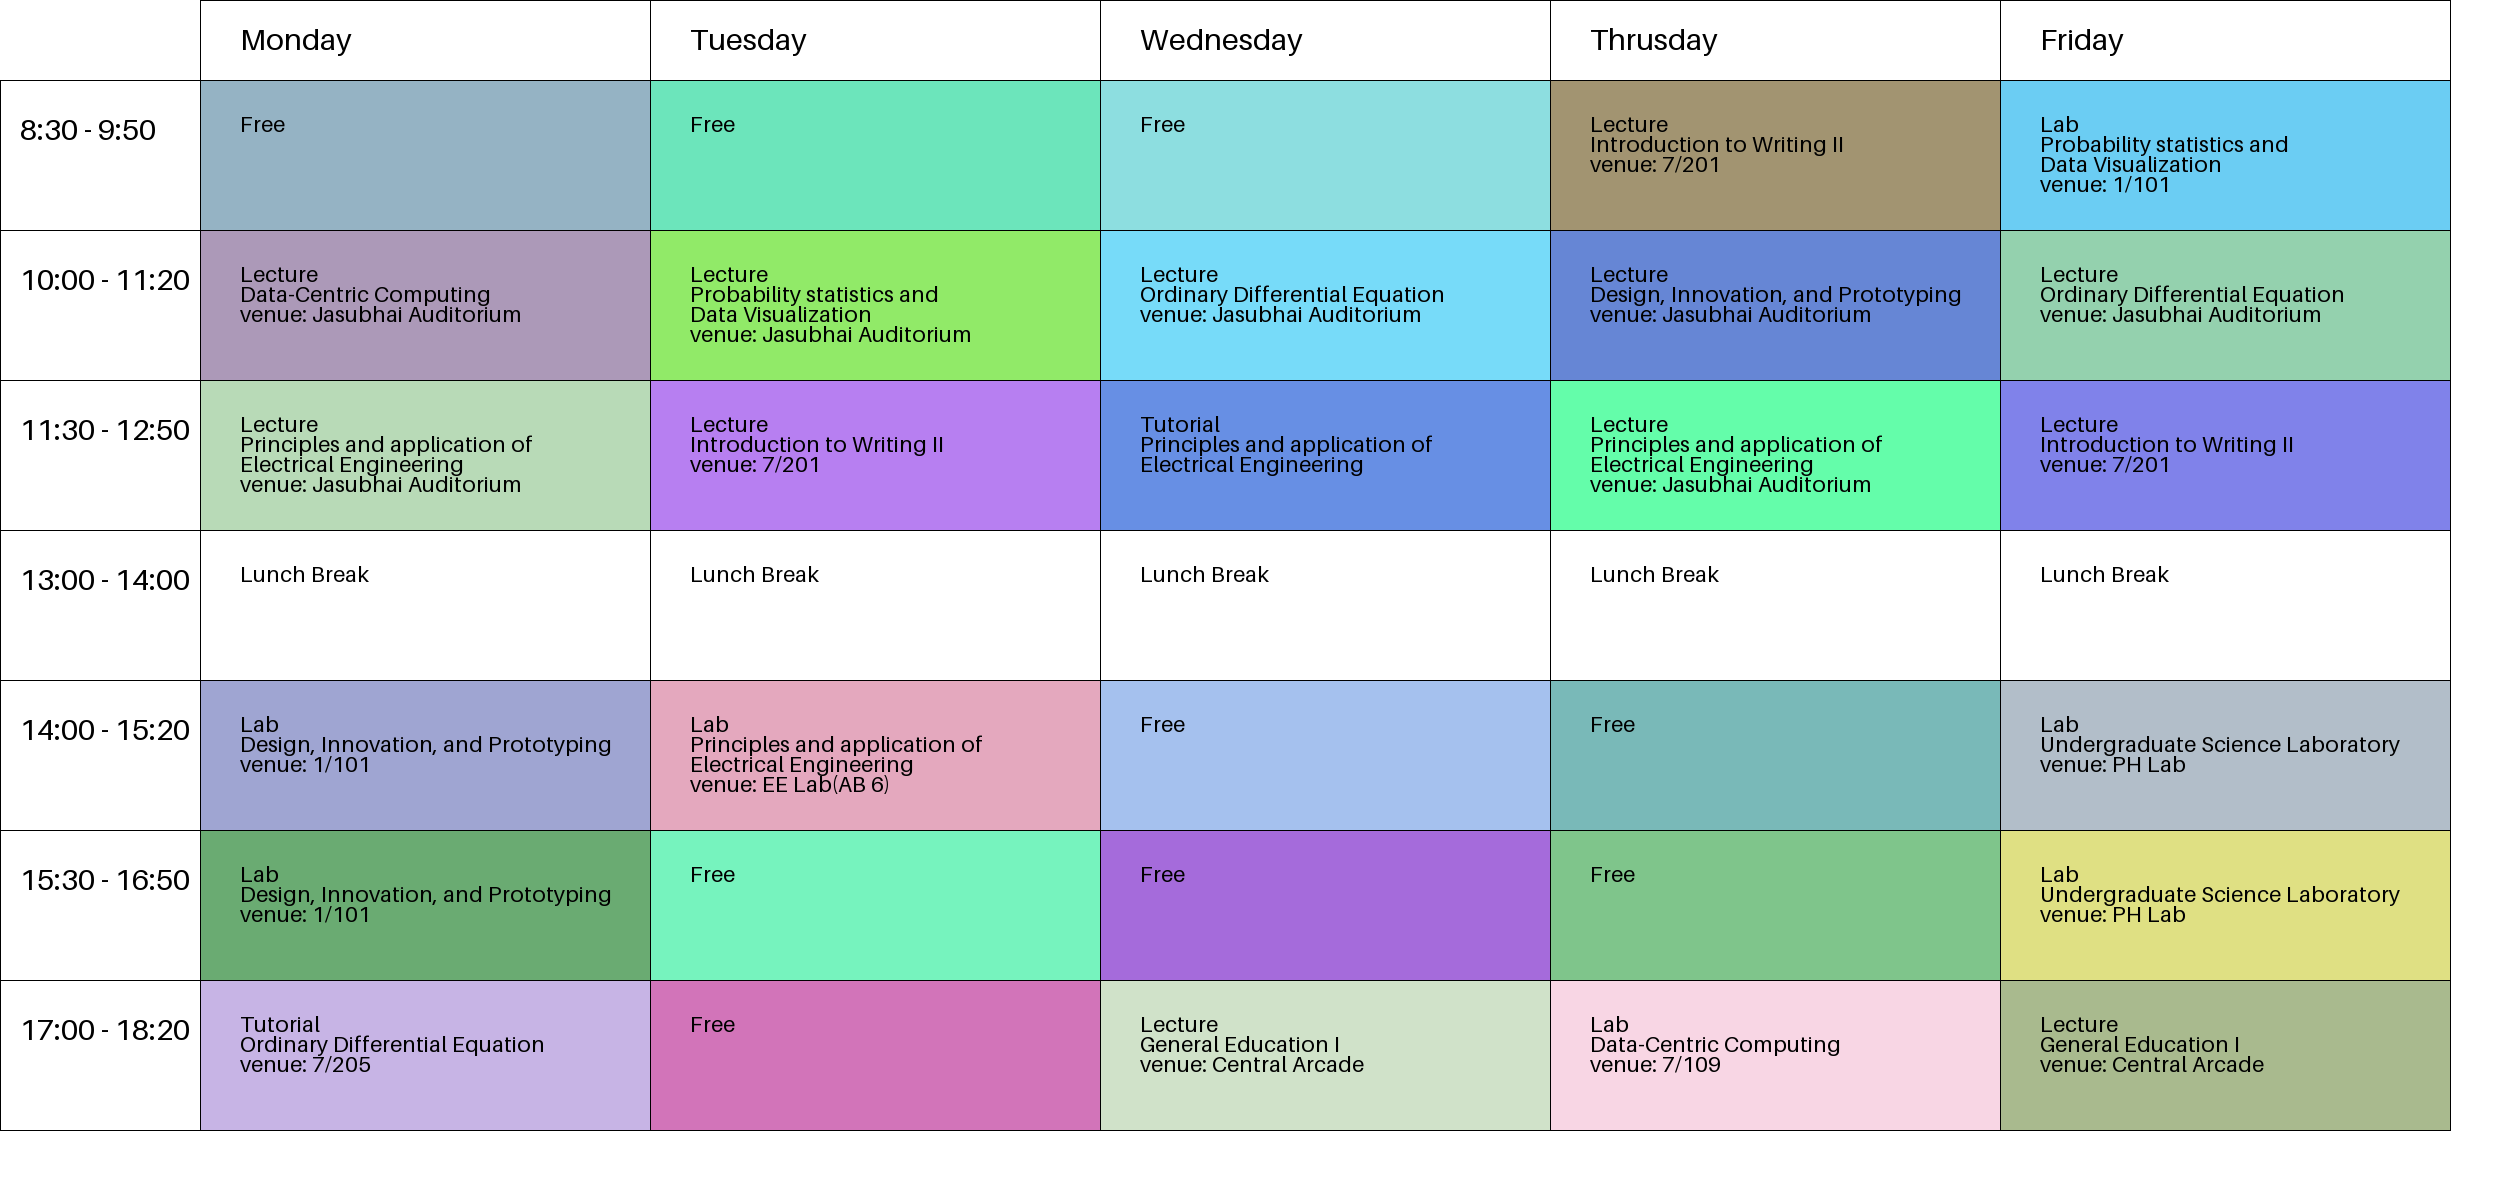 Monday
Tuesday
Wednesday
Thrusday
Friday
8:30 - 9:50
Free
Free
Free
Lecture
Introduction to Writing II
venue: 7/201
Lab
Probability statistics and
Data Visualization
venue: 1/101
10:00 - 11:20
Lecture
Data-Centric Computing
venue: Jasubhai Auditorium
Lecture
Probability statistics and
Data Visualization
venue: Jasubhai Auditorium
Lecture
Ordinary Differential Equation
venue: Jasubhai Auditorium
Lecture
Design, Innovation, and Prototyping
venue: Jasubhai Auditorium
Lecture
Ordinary Differential Equation
venue: Jasubhai Auditorium
11:30 - 12:50
Lecture
Principles and application of
Electrical Engineering
venue: Jasubhai Auditorium
Lecture
Introduction to Writing II
venue: 7/201
Tutorial
Principles and application of
Electrical Engineering
Lecture
Principles and application of
Electrical Engineering
venue: Jasubhai Auditorium
Lecture
Introduction to Writing II
venue: 7/201
13:00 - 14:00
Lunch Break
Lunch Break
Lunch Break
Lunch Break
Lunch Break
14:00 - 15:20
Lab
Design, Innovation, and Prototyping
venue: 1/101
Lab
Principles and application of
Electrical Engineering
venue: EE Lab(AB 6)
Free
Free
Lab
Undergraduate Science Laboratory
venue: PH Lab
15:30 - 16:50
Lab
Design, Innovation, and Prototyping
venue: 1/101
Free
Free
Free
Lab
Undergraduate Science Laboratory
venue: PH Lab
17:00 - 18:20
Tutorial
Ordinary Differential Equation
venue: 7/205
Free
Lecture
General Education I
venue: Central Arcade
Lab
Data-Centric Computing
venue: 7/109
Lecture
General Education I
venue: Central Arcade